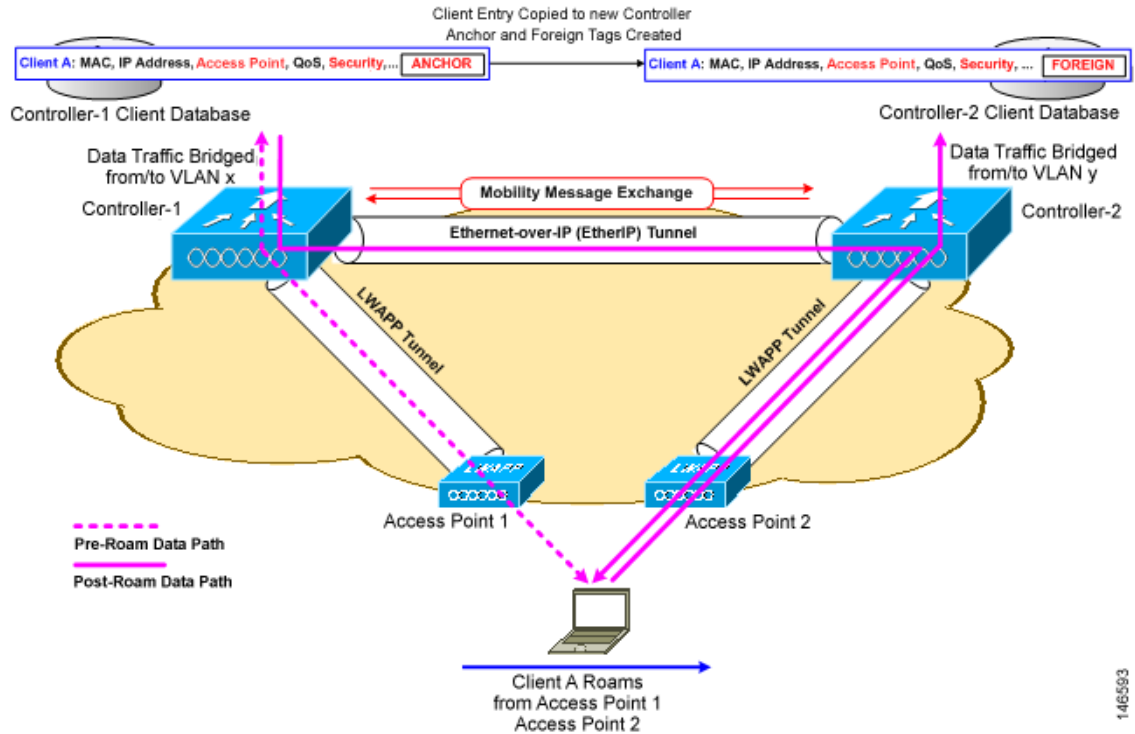 Client Entry Copied to new Controller
Anchor and Foreign Tags Created
Client A: MAC, IP Address, Access Point, QoS, Security,... ANCHOR
Client A: MAC, IP Address, Access Point, QoS, Security, ... FOREIGN
Controller-1 Client Database
Controller-2 Client Database
Data Traffic Bridged
from/to VLAN x
Data Traffic Bridged
from/to VLAN y
Controller-1
Mobility Message Exchange
Controller-2
Ethernet-over-IP (EtherIP) Tunnel
LWAPP Tunnel
LWAPP Tunnel
LWAPP
LWAPP
Access Point 1
Access Point 2
Pre-Roam Data Path
Post-Roam Data Path
Client A Roams
from Access Point 1
Access Point 2
146593